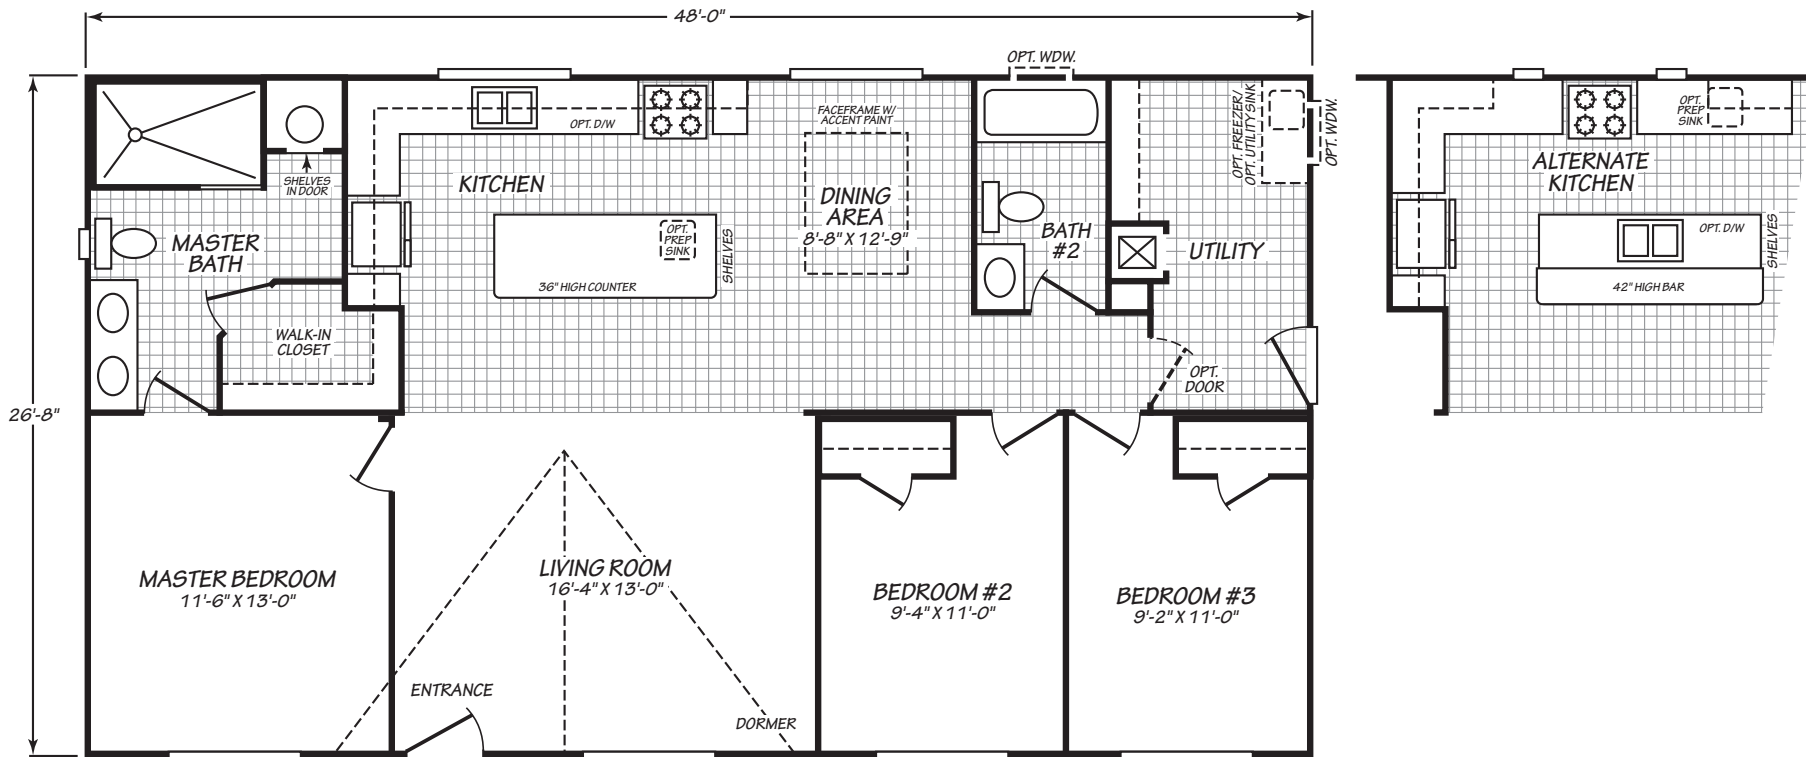 48'-0"
OPT. WDW.
FACEFRAME W/
ACCENT PAINT
OPT. D/W
OPT. FREEZER/
OPT. UTILITY SINK
OPT. WDW.
OPT.
PREP
SINK
SHELVES
IN DOOR
KITCHEN
DINING
AREA
8'-8" X 12'-9"
ALTERNATE
KITCHEN
MASTER
BATH
OPT.
PREP
SINK
SHELVES
BATH
#2
UTILITY
OPT. D/W
SHELVES
36" HIGH COUNTER
42" HIGH BAR
WALK-IN
CLOSET
OPT.
DOOR
26'-8"
MASTER BEDROOM
11'-6" X 13'-0"
LIVING ROOM
16'-4" X 13'-0"
BEDROOM #2
9'-4" X 11'-0"
BEDROOM #3
9'-2" X 11'-0"
ENTRANCE
DORMER